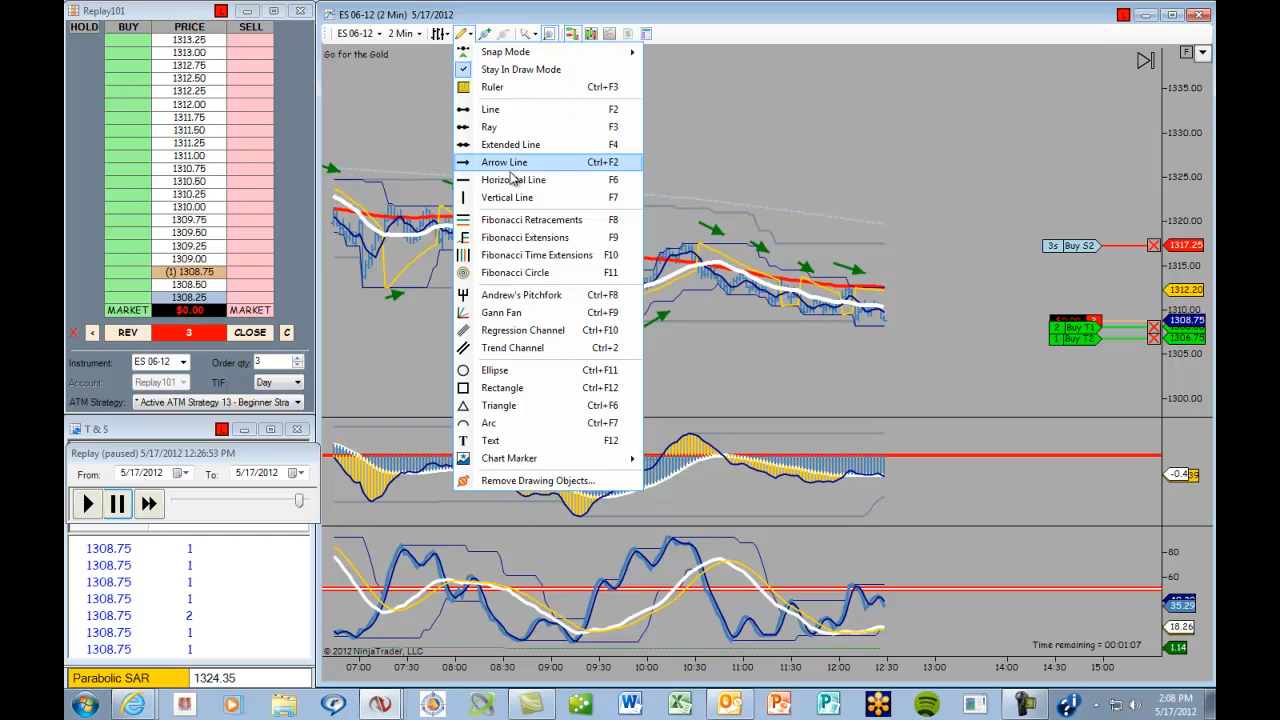 Replay101
HOLD BUY PRICE SELL
1313.25
1313.00
1312.75
1312.50
1312.25
1312.00
1311.75
1311.50
1311.25
1311.00
1310.75
1310.50
1310.25
1310.00
1309.75
1309.50
1309.25
1309.00
(1) 1308.75
1308.50
1308.25
MARKET $0.00 MARKET
X < REV 3 CLOSE C
Instrument: ES 06-12 Order qty: 3
Account: Replay101 TIF: Day
ATM Strategy: * Active ATM Strategy 13 - Beginner Stra
T & S
Replay (paused) 5/17/2012 12:26:53 PM
From: 5/17/2012 To: 5/17/2012
1308.75 1
1308.75 1
1308.75 1
1308.75 1
1308.75 2
1308.75 1
1308.75 1
Parabolic SAR 1324.35
ES 06-12 (2 Min) 5/17/2012
ES 06-12 2 Min
Go for the Gold
F
Snap Mode
Stay In Draw Mode
Ruler Ctrl+F3
Line F2
Ray F3
Extended Line F4
Arrow Line Ctrl+F2
Horizontal Line F6
Vertical Line F7
Fibonacci Retracements F8
Fibonacci Extensions F9
Fibonacci Time Extensions F10
Fibonacci Circle F11
Andrew's Pitchfork Ctrl+F8
Gann Fan Ctrl+F9
Regression Channel Ctrl+F10
Trend Channel Ctrl+2
Ellipse Ctrl+F11
Rectangle Ctrl+F12
Triangle Ctrl+F6
Arc Ctrl+F7
Text F12
Chart Marker
Remove Drawing Objects...
1335.00
1330.00
1325.00
1320.00
3s Buy S2 1317.25
1315.00
1312.20
1310.00
1308.75
2 Buy T1
1 Buy T2 1306.75
1305.00
1300.00
-0.4
80
60
35.29
18.26
1.14
Time remaining = 00:01:07
© 2012 NinjaTrader, LLC
07:00 07:30 08:00 08:30 09:00 09:30 10:00 10:30 11:00 11:30 12:00 12:30 13:00 13:30 14:00 14:30 15:00
2:08 PM
5/17/2012